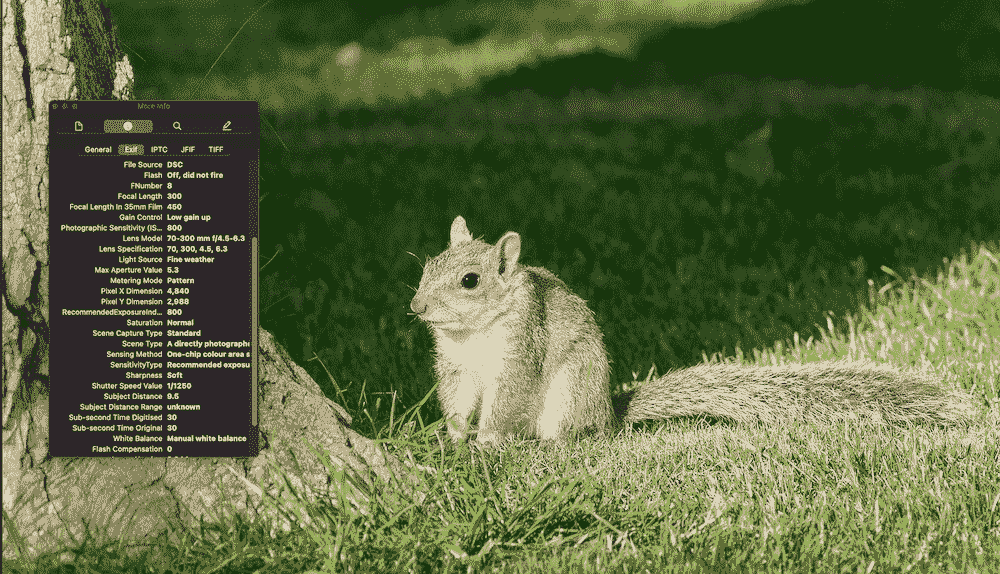 More Info
General Exif IPTC JFIF TIFF
File Source DSC
Flash Off, did not fire
FNumber 8
Focal Length 300
Focal Length In 35mm Film 450
Gain Control Low gain up
Photographic Sensitivity (IS... 800
Lens Model 70-300 mm f/4.5-6.3
Lens Specification 70, 300, 4.5, 6.3
Light Source Fine weather
Max Aperture Value 5.3
Metering Mode Pattern
Pixel X Dimension 4,840
Pixel Y Dimension 2,988
RecommendedExposureInd... 800
Saturation Normal
Scene Capture Type Standard
Scene Type A directly photographe
Sensing Method One-chip colour area s
SensitivityType Recommended exposu
Sharpness Soft
Shutter Speed Value 1/1250
Subject Distance 9.5
Subject Distance Range unknown
Sub-second Time Digitised 30
Sub-second Time Original 30
White Balance Manual white balance
Flash Compensation 0